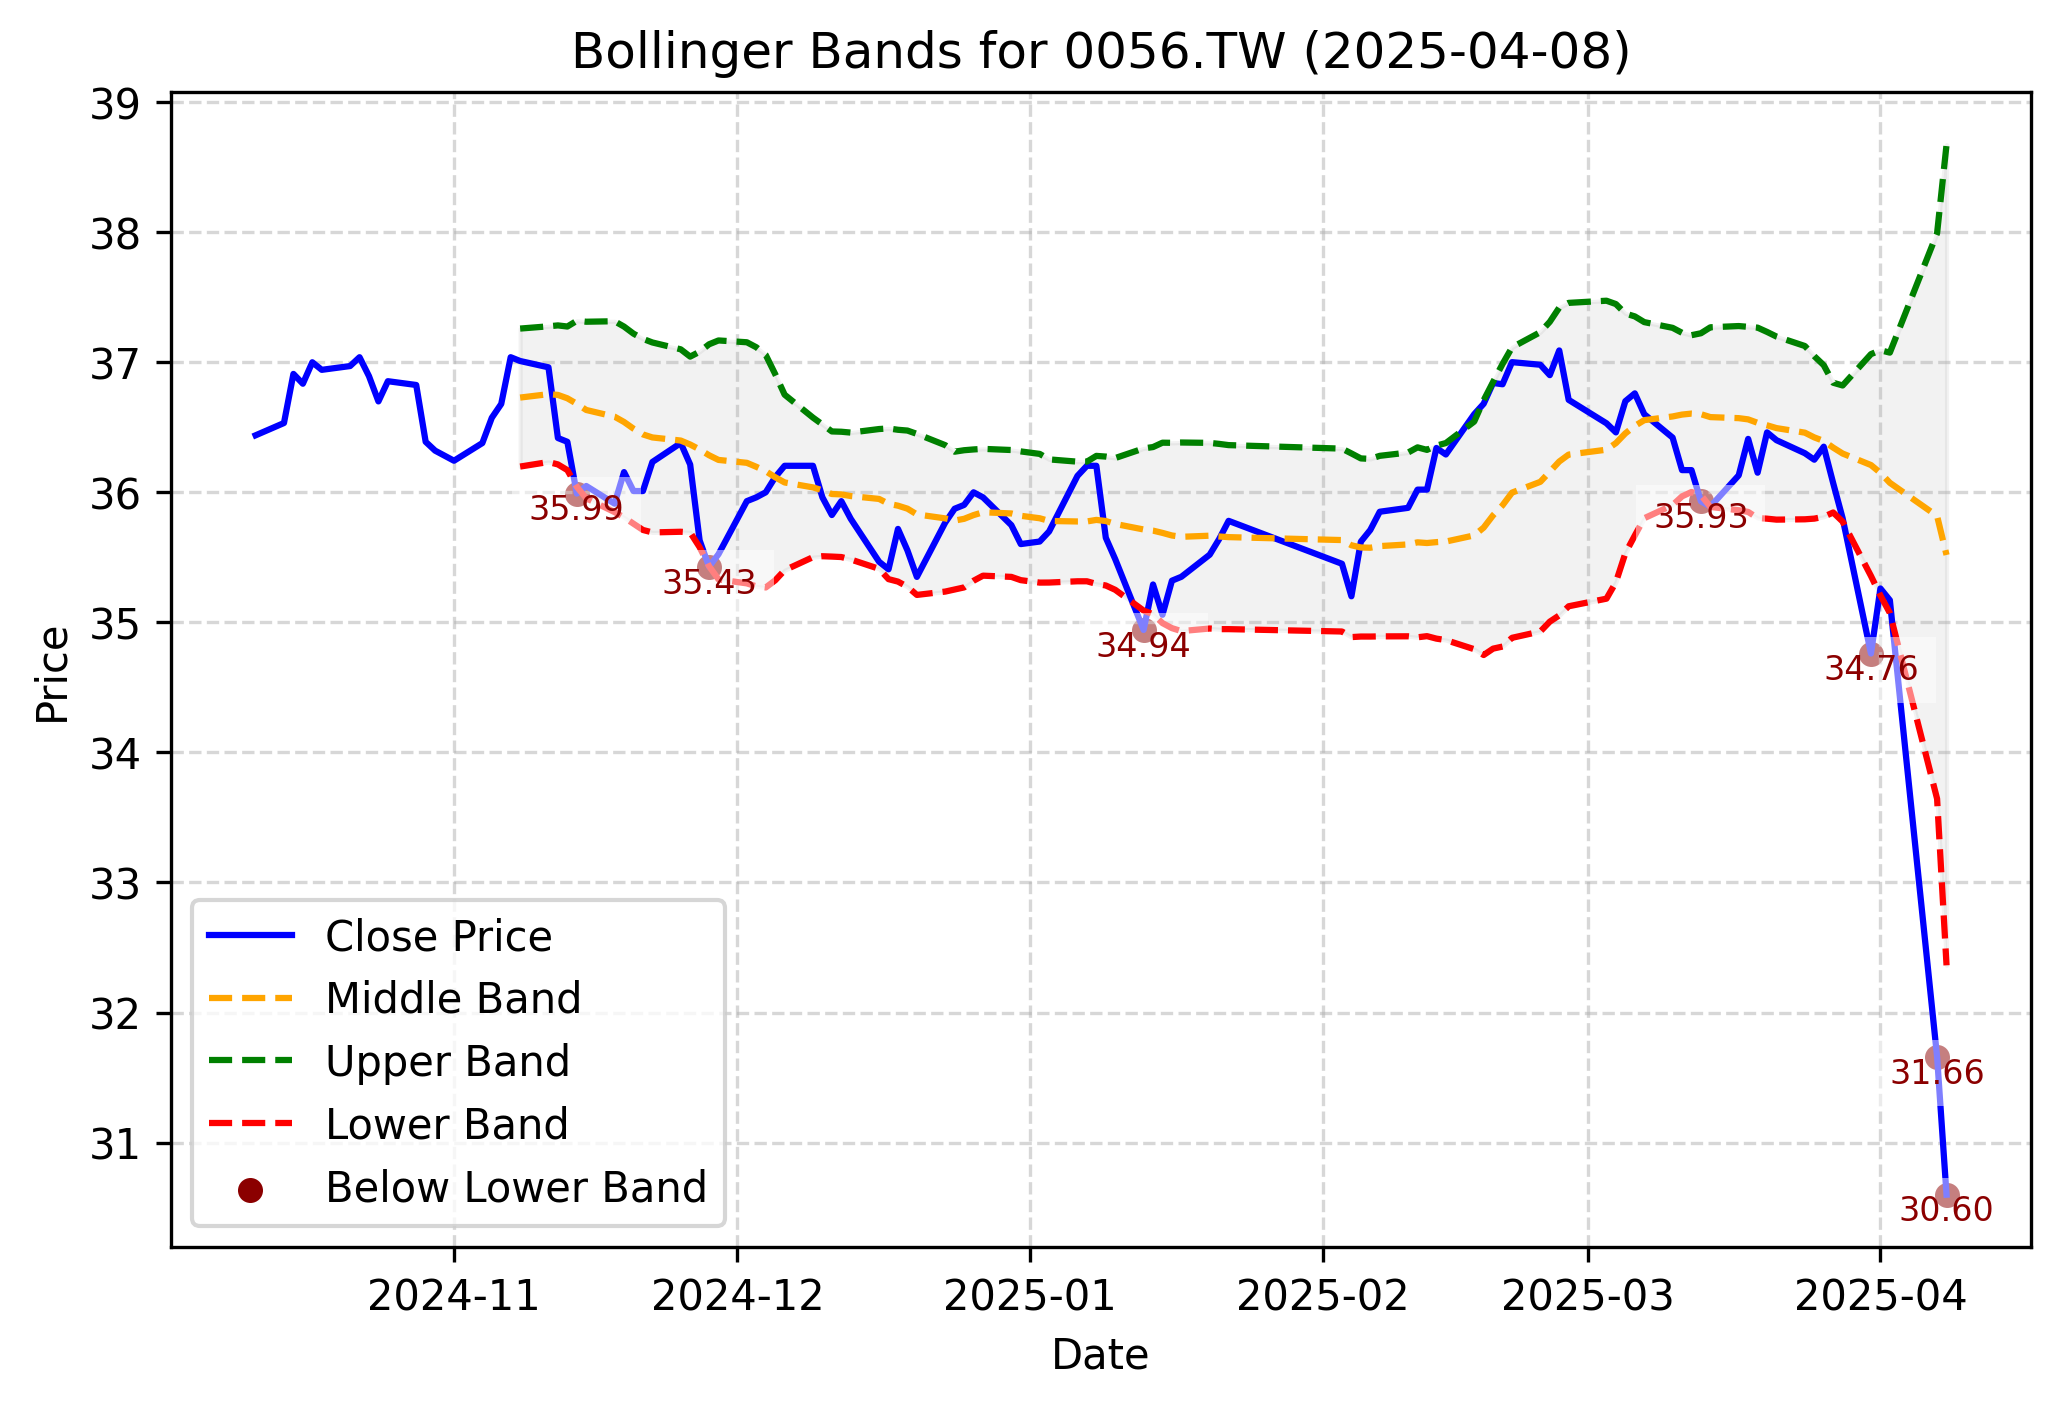 Bollinger Bands for 0056.TW (2025-04-08)
39
38
37
36
35
34
33
32
31
Price
35.99
35.43
34.94
35.93
34.76
31.66
30.60
Close Price
Middle Band
Upper Band
Lower Band
Below Lower Band
2024-11
2024-12
2025-01
2025-02
2025-03
2025-04
Date